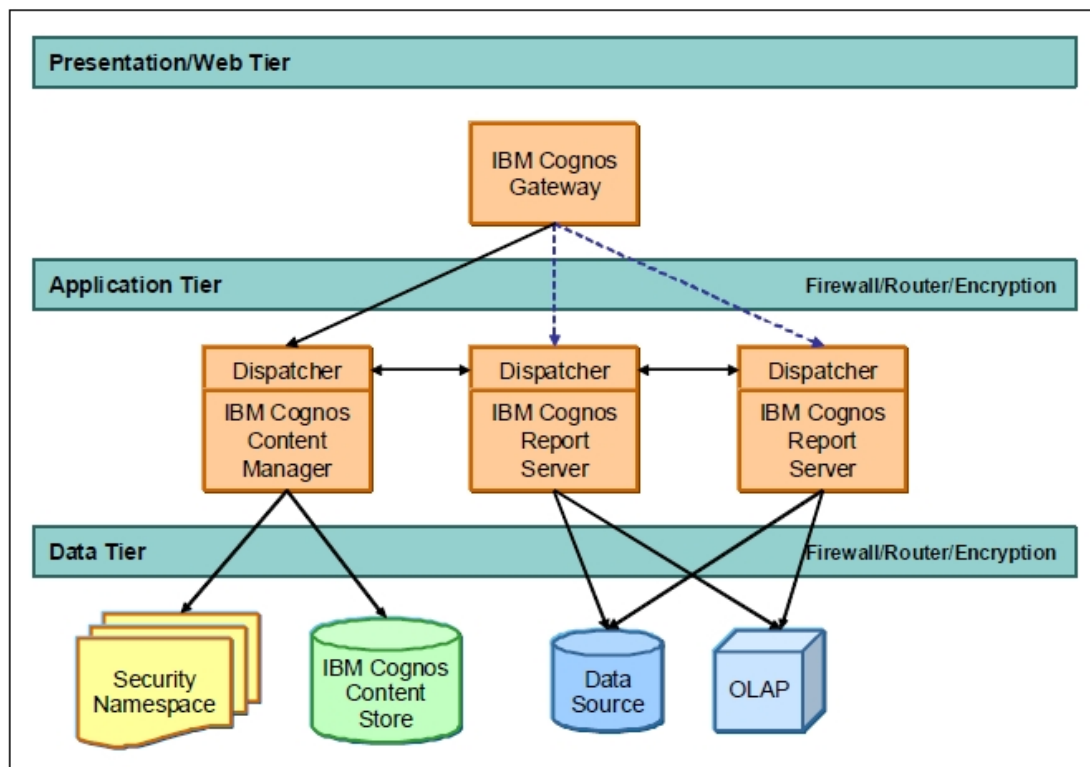 Presentation/Web Tier
IBM Cognos
Gateway
Application Tier
Firewall/Router/Encryption
Dispatcher
IBM Cognos
Content
Manager
Dispatcher
IBM Cognos
Report
Server
Dispatcher
IBM Cognos
Report
Server
Data Tier
Firewall/Router/Encryption
Security
Namespace
IBM Cognos
Content
Store
Data
Source
OLAP